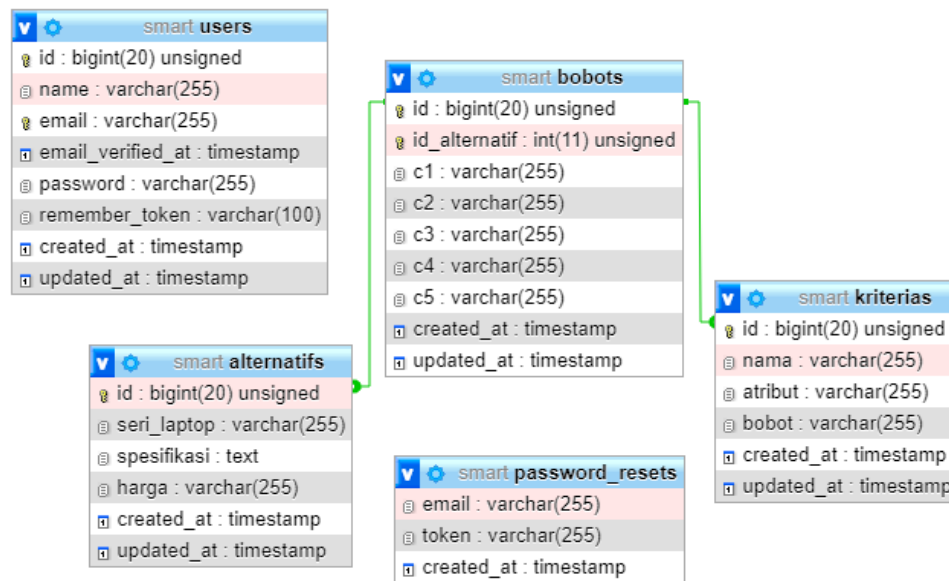 smart users
id : bigint(20) unsigned
name : varchar(255)
email : varchar(255)
email_verified_at : timestamp
password : varchar(255)
remember_token : varchar(100)
created_at : timestamp
updated_at : timestamp
smart bobots
id : bigint(20) unsigned
id_alternatif : int(11) unsigned
c1 : varchar(255)
c2 : varchar(255)
c3 : varchar(255)
c4 : varchar(255)
c5 : varchar(255)
created_at : timestamp
updated_at : timestamp
smart kriterias
id : bigint(20) unsigned
nama : varchar(255)
atribut : varchar(255)
bobot : varchar(255)
created_at : timestamp
updated_at : timestamp
smart alternatifs
id : bigint(20) unsigned
seri_laptop : varchar(255)
spesifikasi : text
harga : varchar(255)
created_at : timestamp
updated_at : timestamp
smart password_resets
email : varchar(255)
token : varchar(255)
created_at : timestamp